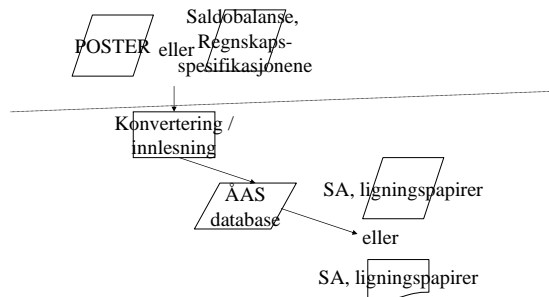 POSTER
eller
Saldobalanse,
Regnskaps-
spesifikasjonene
Konvertering /
innlesning
ÅAS
database
SA, ligningspapirer
eller
SA, ligningspapirer